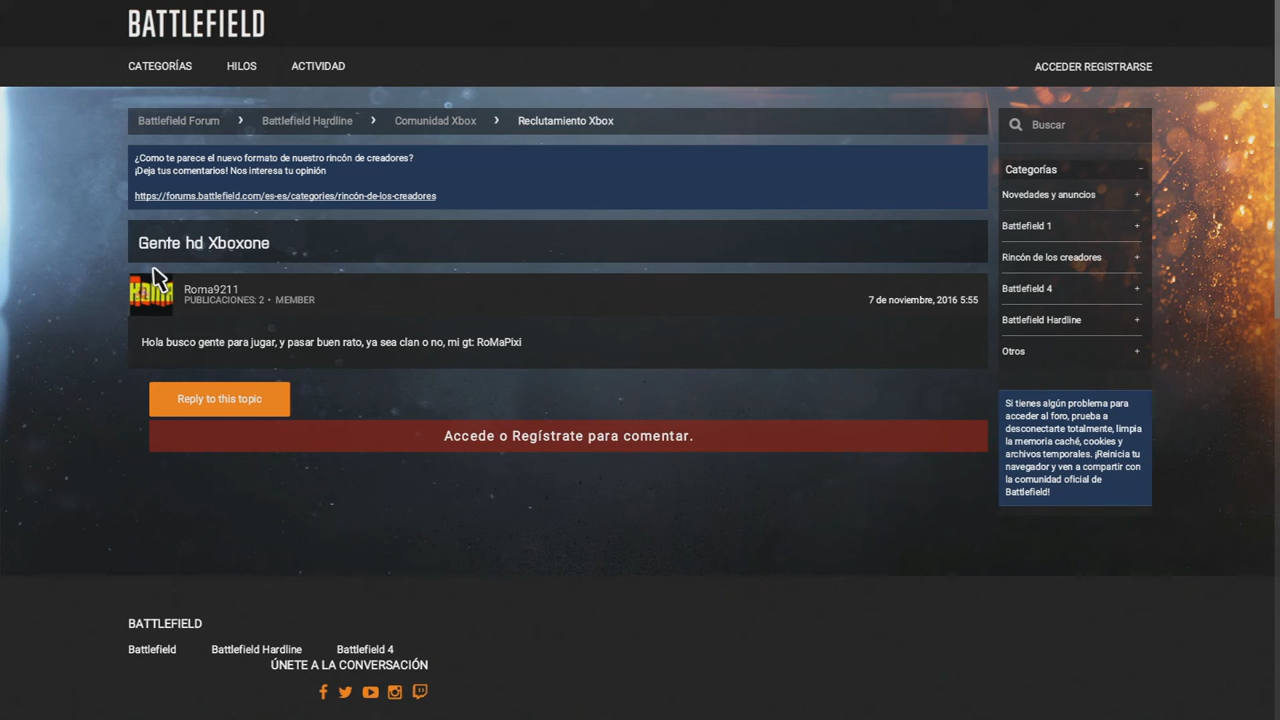 BATTLEFIELD
CATEGORÍAS HILOS ACTIVIDAD ACCEDER REGISTRARSE
Battlefield Forum › Battlefield Hardline › Comunidad Xbox › Reclutamiento Xbox
Buscar
¿Como te parece el nuevo formato de nuestro rincón de creadores?
¡Deja tus comentarios! Nos interesa tu opinión
https://forums.battlefield.com/es-es/categories/rincón-de-los-creadores
Gente hd Xboxone
Roma9211
PUBLICACIONES: 2 • MEMBER
7 de noviembre, 2016 5:55
Hola busco gente para jugar, y pasar buen rato, ya sea clan o no, mi gt: RoMaPixi
Reply to this topic
Accede o Regístrate para comentar.
Categorías −
Novedades y anuncios +
Battlefield 1 +
Rincón de los creadores +
Battlefield 4 +
Battlefield Hardline +
Otros +
Si tienes algún problema para
acceder al foro, prueba a
desconectarte totalmente, limpia
la memoria caché, cookies y
archivos temporales. ¡Reinicia tu
navegador y ven a compartir con
la comunidad oficial de
Battlefield!
BATTLEFIELD
Battlefield Battlefield Hardline Battlefield 4
ÚNETE A LA CONVERSACIÓN